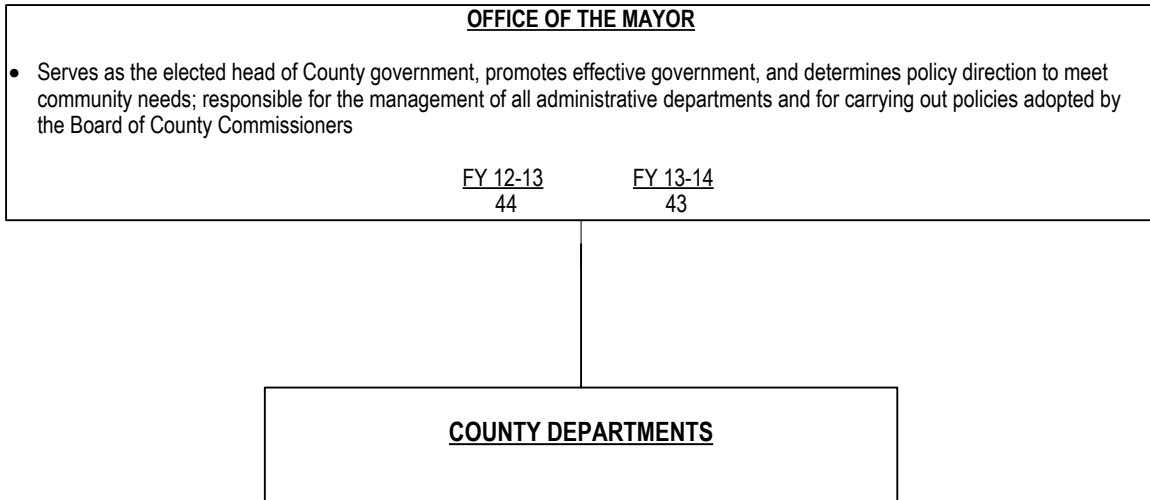 OFFICE OF THE MAYOR
• Serves as the elected head of County government, promotes effective government, and determines policy direction to meet
community needs; responsible for the management of all administrative departments and for carrying out policies adopted by
the Board of County Commissioners
FY 12-13 FY 13-14
44 43
COUNTY DEPARTMENTS